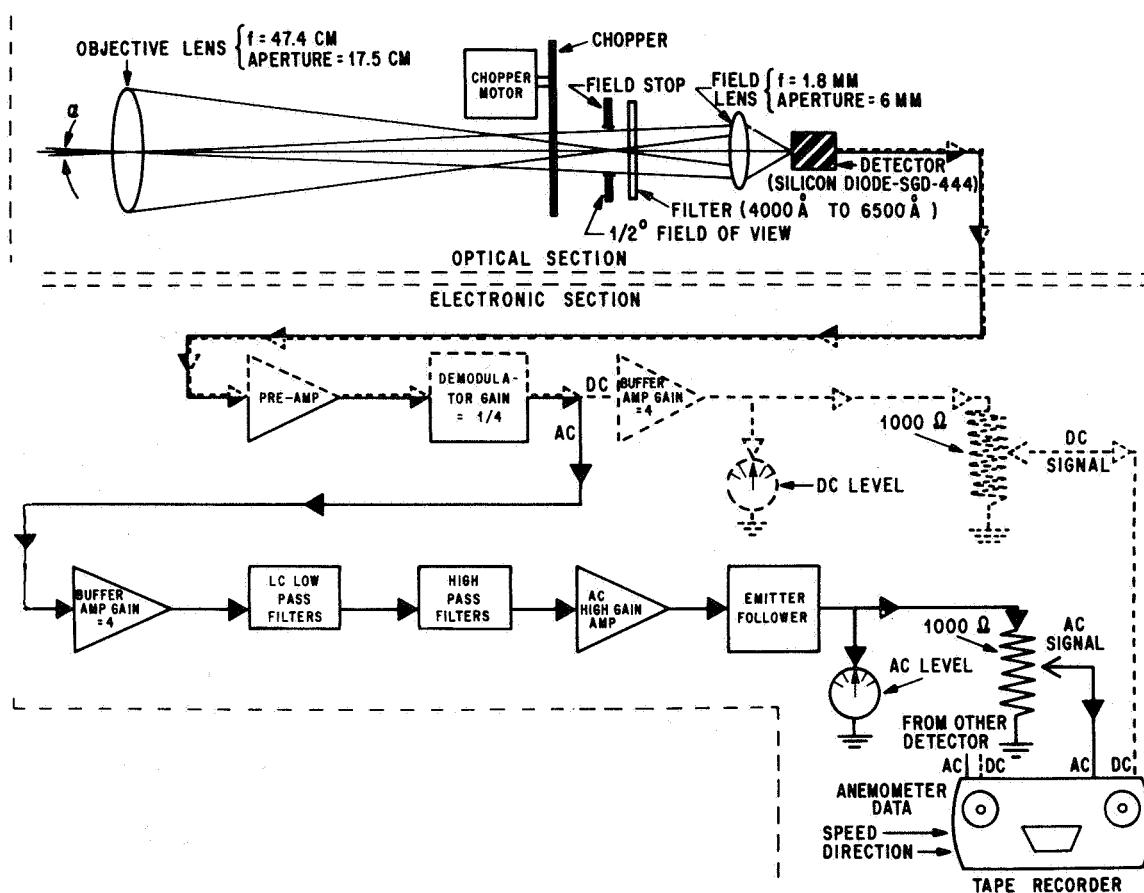 OBJECTIVE LENS { f = 47.4 CM
APERTURE = 17.5 CM
α
CHOPPER
CHOPPER
MOTOR
FIELD STOP
FIELD
LENS { f = 1.8 MM
APERTURE = 6 MM
DETECTOR
(SILICON DIODE-SGD-444)
FILTER (4000 Å TO 6500 Å)
1/2° FIELD OF VIEW
OPTICAL SECTION
ELECTRONIC SECTION
PRE-AMP
DEMODULA-
TOR GAIN
= 1/4
DC
AC
BUFFER
AMP GAIN
= 4
1000 Ω
DC
SIGNAL
DC LEVEL
BUFFER
AMP GAIN
= 4
LC LOW
PASS
FILTERS
HIGH
PASS
FILTERS
AC
HIGH GAIN
AMP
EMITTER
FOLLOWER
1000 Ω
AC
SIGNAL
AC LEVEL
FROM OTHER
DETECTOR
AC DC AC DC
ANEMOMETER
DATA
SPEED
DIRECTION
TAPE RECORDER